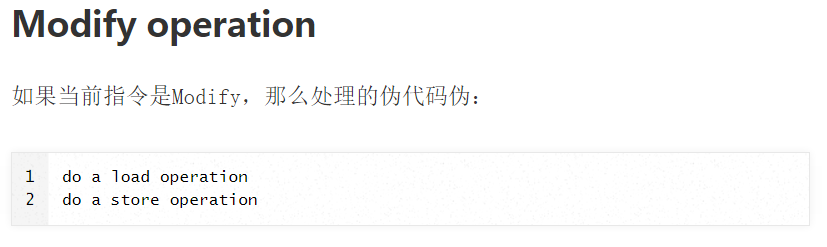 Modify operation
如果当前指令是Modify，那么处理的伪代码伪：
1 do a load operation
2 do a store operation